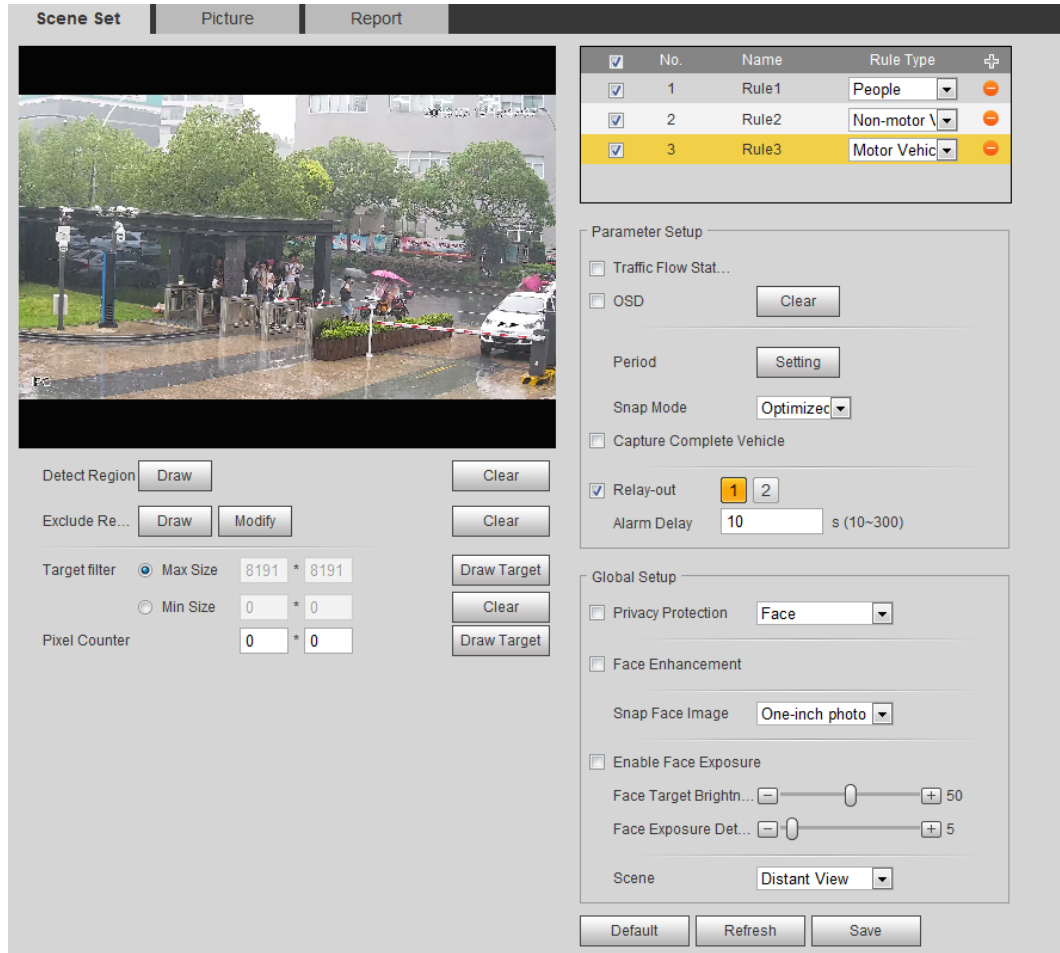 Scene Set Picture Report
No. Name Rule Type
1 Rule1 People
2 Rule2 Non-motor V
3 Rule3 Motor Vehic
IPC
Detect Region Draw Clear
Exclude Re... Draw Modify Clear
Target filter Max Size 8191 * 8191 Draw Target
Min Size 0 * 0 Clear
Pixel Counter 0 * 0 Draw Target
Parameter Setup
Traffic Flow Stat...
OSD Clear
Period Setting
Snap Mode Optimized
Capture Complete Vehicle
Relay-out 1 2
Alarm Delay 10 s (10~300)
Global Setup
Privacy Protection Face
Face Enhancement
Snap Face Image One-inch photo
Enable Face Exposure
Face Target Brightn... 50
Face Exposure Det... 5
Scene Distant View
Default Refresh Save